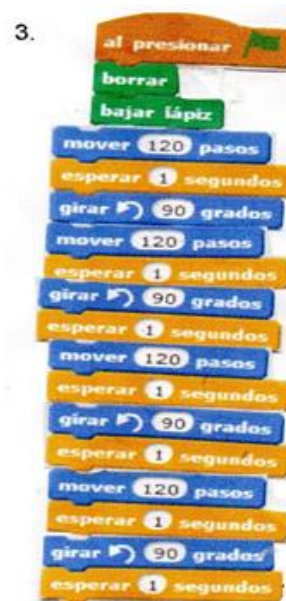 3.
al presionar
borrar
bajar lápiz
mover 120 pasos
esperar 1 segundos
girar 90 grados
mover 120 pasos
esperar 1 segundos
girar 90 grados
esperar 1 segundos
mover 120 pasos
esperar 1 segundos
girar 90 grados
esperar 1 segundos
mover 120 pasos
esperar 1 segundos
girar 90 grados
esperar 1 segundos